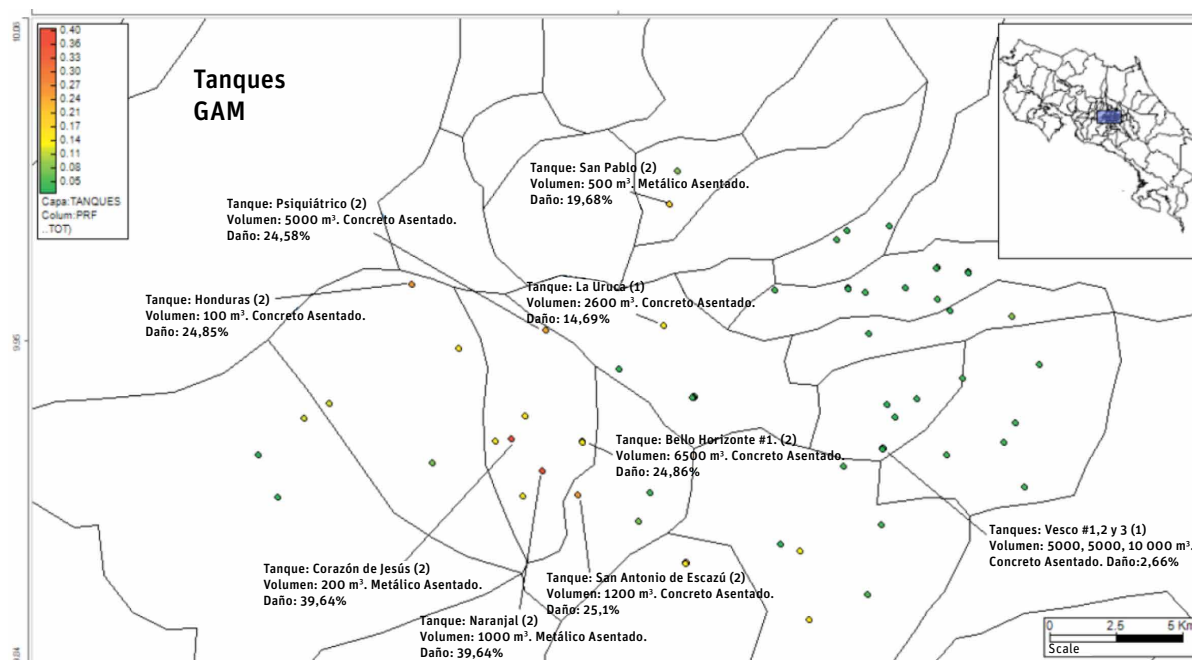 10.06
9.95
9.84
0.40
0.36
0.33
0.30
0.27
0.24
0.21
0.17
0.14
0.11
0.08
0.05
Capa:TANQUES
Colum:PRF
..TOT)
Tanques
GAM
Tanque: San Pablo (2)
Volumen: 500 m³. Metálico Asentado.
Daño: 19,68%
Tanque: Psiquiátrico (2)
Volumen: 5000 m³. Concreto Asentado.
Daño: 24,58%
Tanque: La Uruca (1)
Volumen: 2600 m³. Concreto Asentado.
Daño: 14,69%
Tanque: Honduras (2)
Volumen: 100 m³. Concreto Asentado.
Daño: 24,85%
Tanque: Bello Horizonte #1. (2)
Volumen: 6500 m³. Concreto Asentado.
Daño: 24,86%
Tanques: Vesco #1,2 y 3 (1)
Volumen: 5000, 5000, 10 000 m³.
Concreto Asentado. Daño:2,66%
Tanque: Corazón de Jesús (2)
Volumen: 200 m³. Metálico Asentado.
Daño: 39,64%
Tanque: San Antonio de Escazú (2)
Volumen: 1200 m³. Concreto Asentado.
Daño: 25,1%
Tanque: Naranjal (2)
Volumen: 1000 m³. Metálico Asentado.
Daño: 39,64%
0 2.5 5 Km
Scale